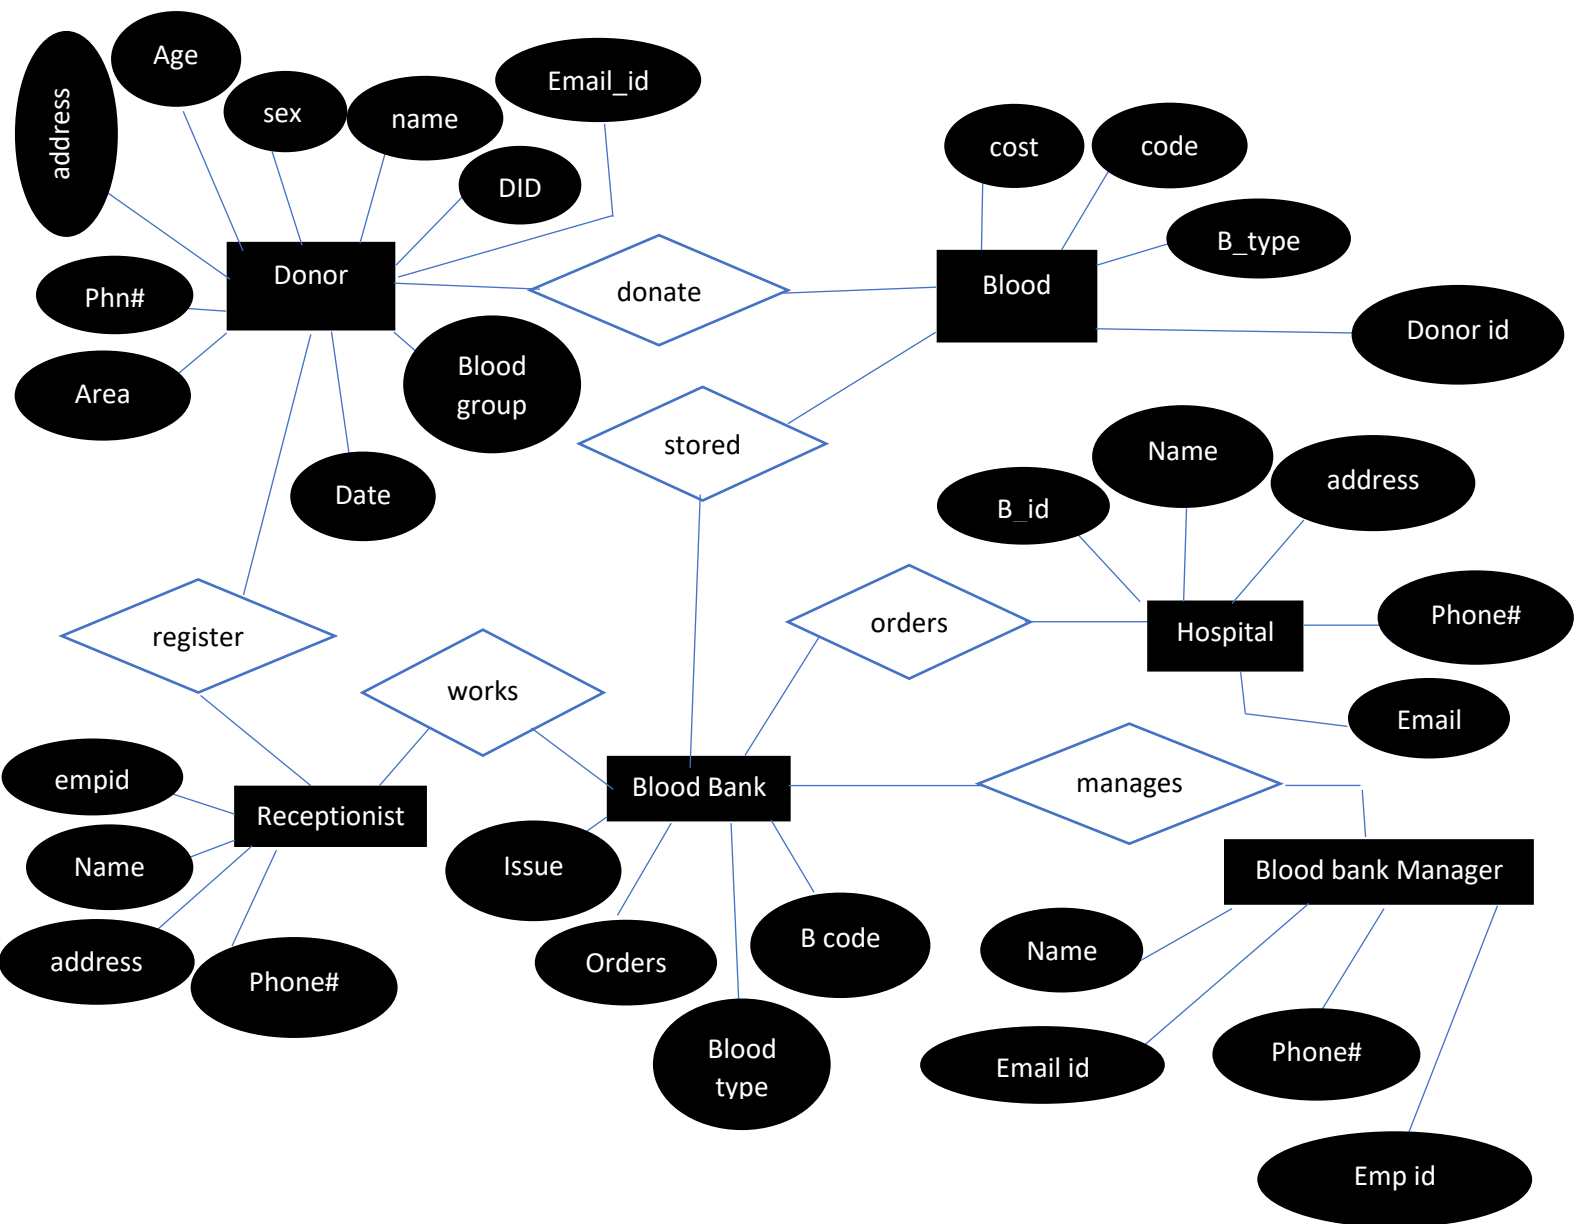 Age
Email_id
address
sex
name
cost
code
DID
B_type
Donor
Blood
Phn#
donate
Donor id
Blood
group
Area
stored
Name
address
Date
B_id
orders
Phone#
Hospital
register
works
Email
empid
Blood Bank
manages
Receptionist
Name
Issue
Blood bank Manager
B code
Name
address
Orders
Phone#
Blood
type
Email id
Phone#
Emp id